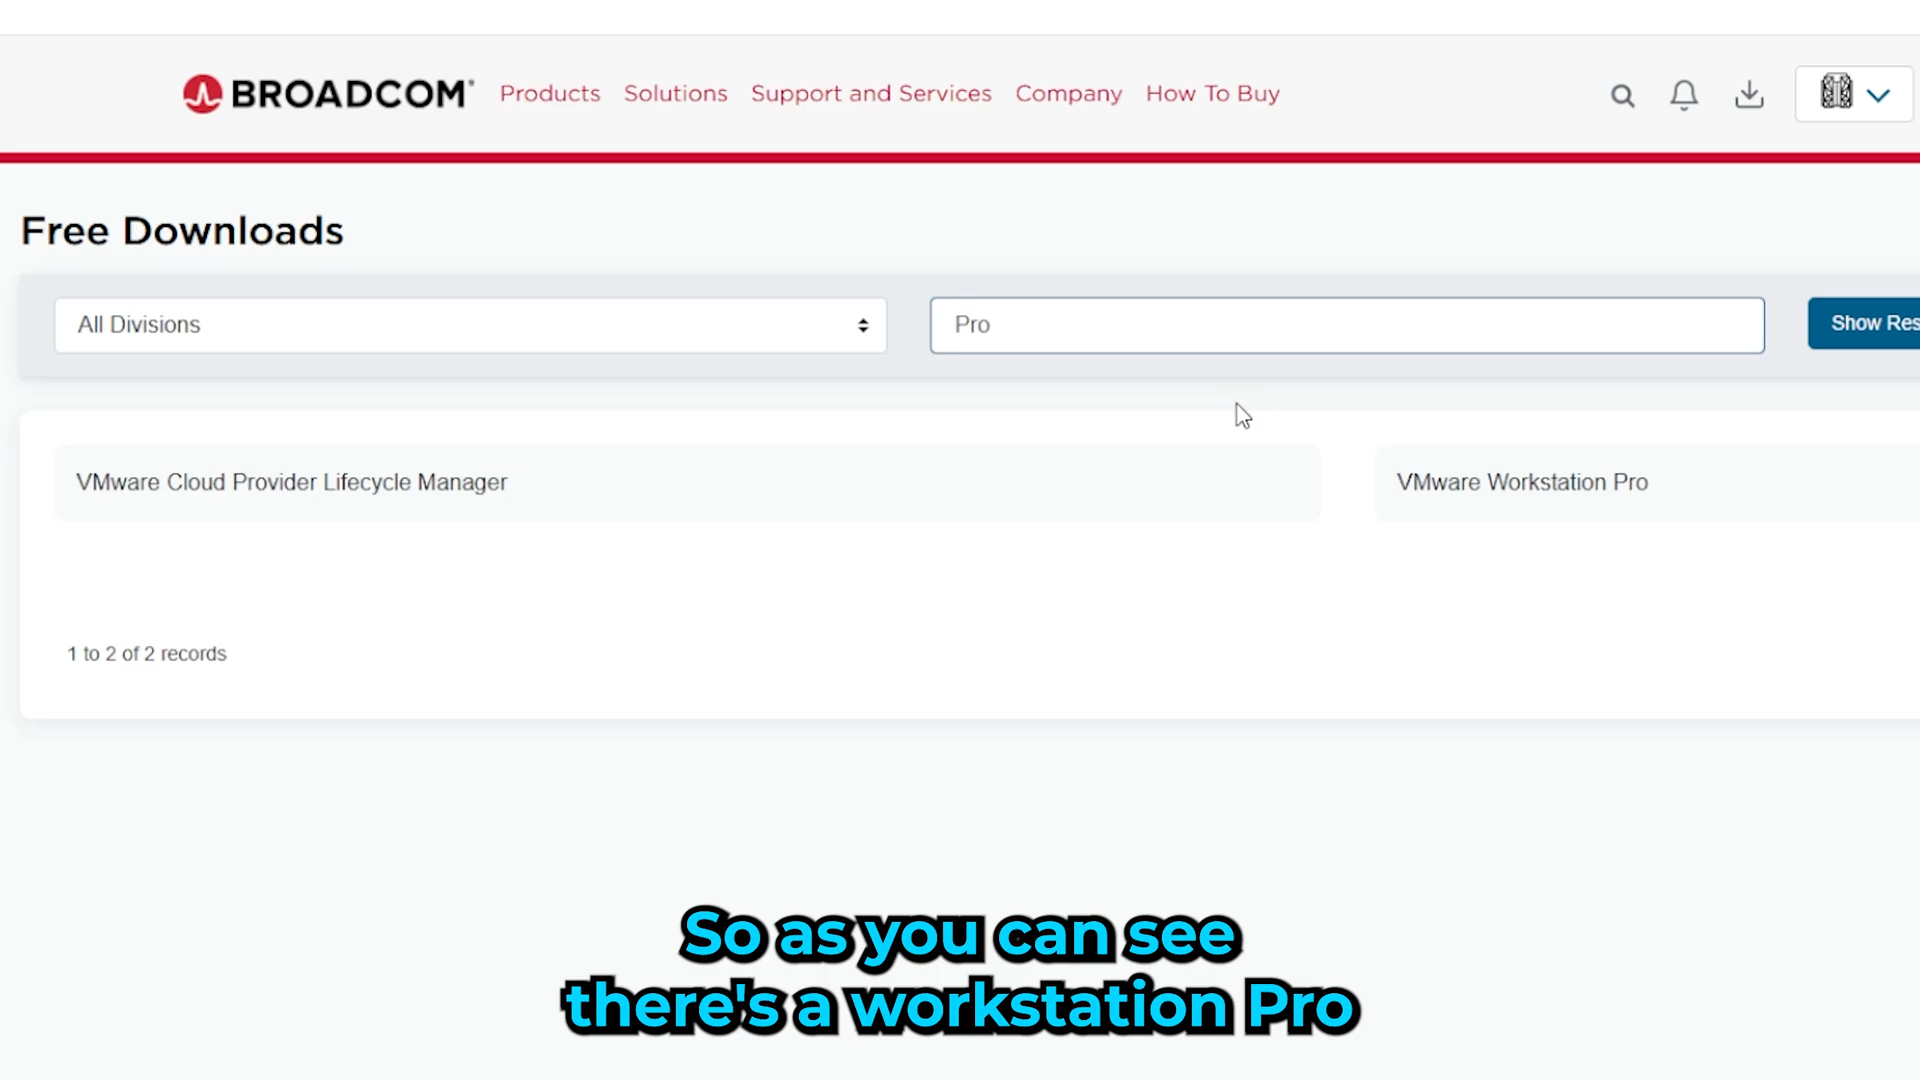 BROADCOM
Products Solutions Support and Services Company How To Buy
Free Downloads
All Divisions
Pro
Show Res
VMware Cloud Provider Lifecycle Manager
VMware Workstation Pro
1 to 2 of 2 records
So as you can see
there's a workstation Pro